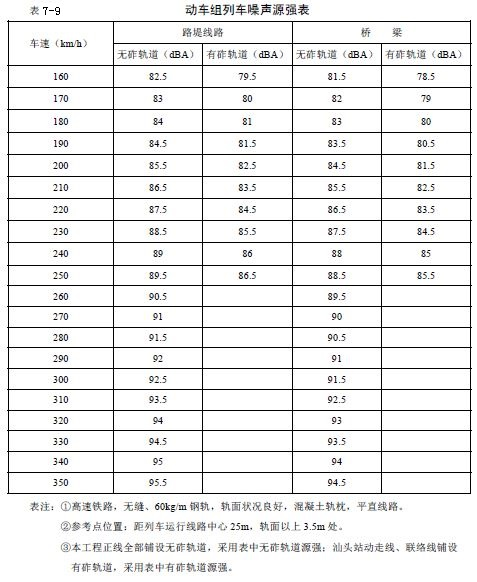 表 7-9 动车组列车噪声源强表
车速（km/h） 路堤线路 桥 梁
无砟轨道（dBA） 有砟轨道（dBA） 无砟轨道（dBA） 有砟轨道（dBA）
160 82.5 79.5 81.5 78.5
170 83 80 82 79
180 84 81 83 80
190 84.5 81.5 83.5 80.5
200 85.5 82.5 84.5 81.5
210 86.5 83.5 85.5 82.5
220 87.5 84.5 86.5 83.5
230 88.5 85.5 87.5 84.5
240 89 86 88 85
250 89.5 86.5 88.5 85.5
260 90.5 89.5
270 91 90
280 91.5 90.5
290 92 91
300 92.5 91.5
310 93.5 92.5
320 94 93
330 94.5 93.5
340 95 94
350 95.5 94.5
表注：①高速铁路，无缝、60kg/m 钢轨，轨面状况良好，混凝土轨枕，平直线路。
②参考点位置：距列车运行线路中心 25m，轨面以上 3.5m 处。
③本工程正线全部铺设无砟轨道，采用表中无砟轨道源强；汕头站动走线、联络线铺设
有砟轨道，采用表中有砟轨道源强。